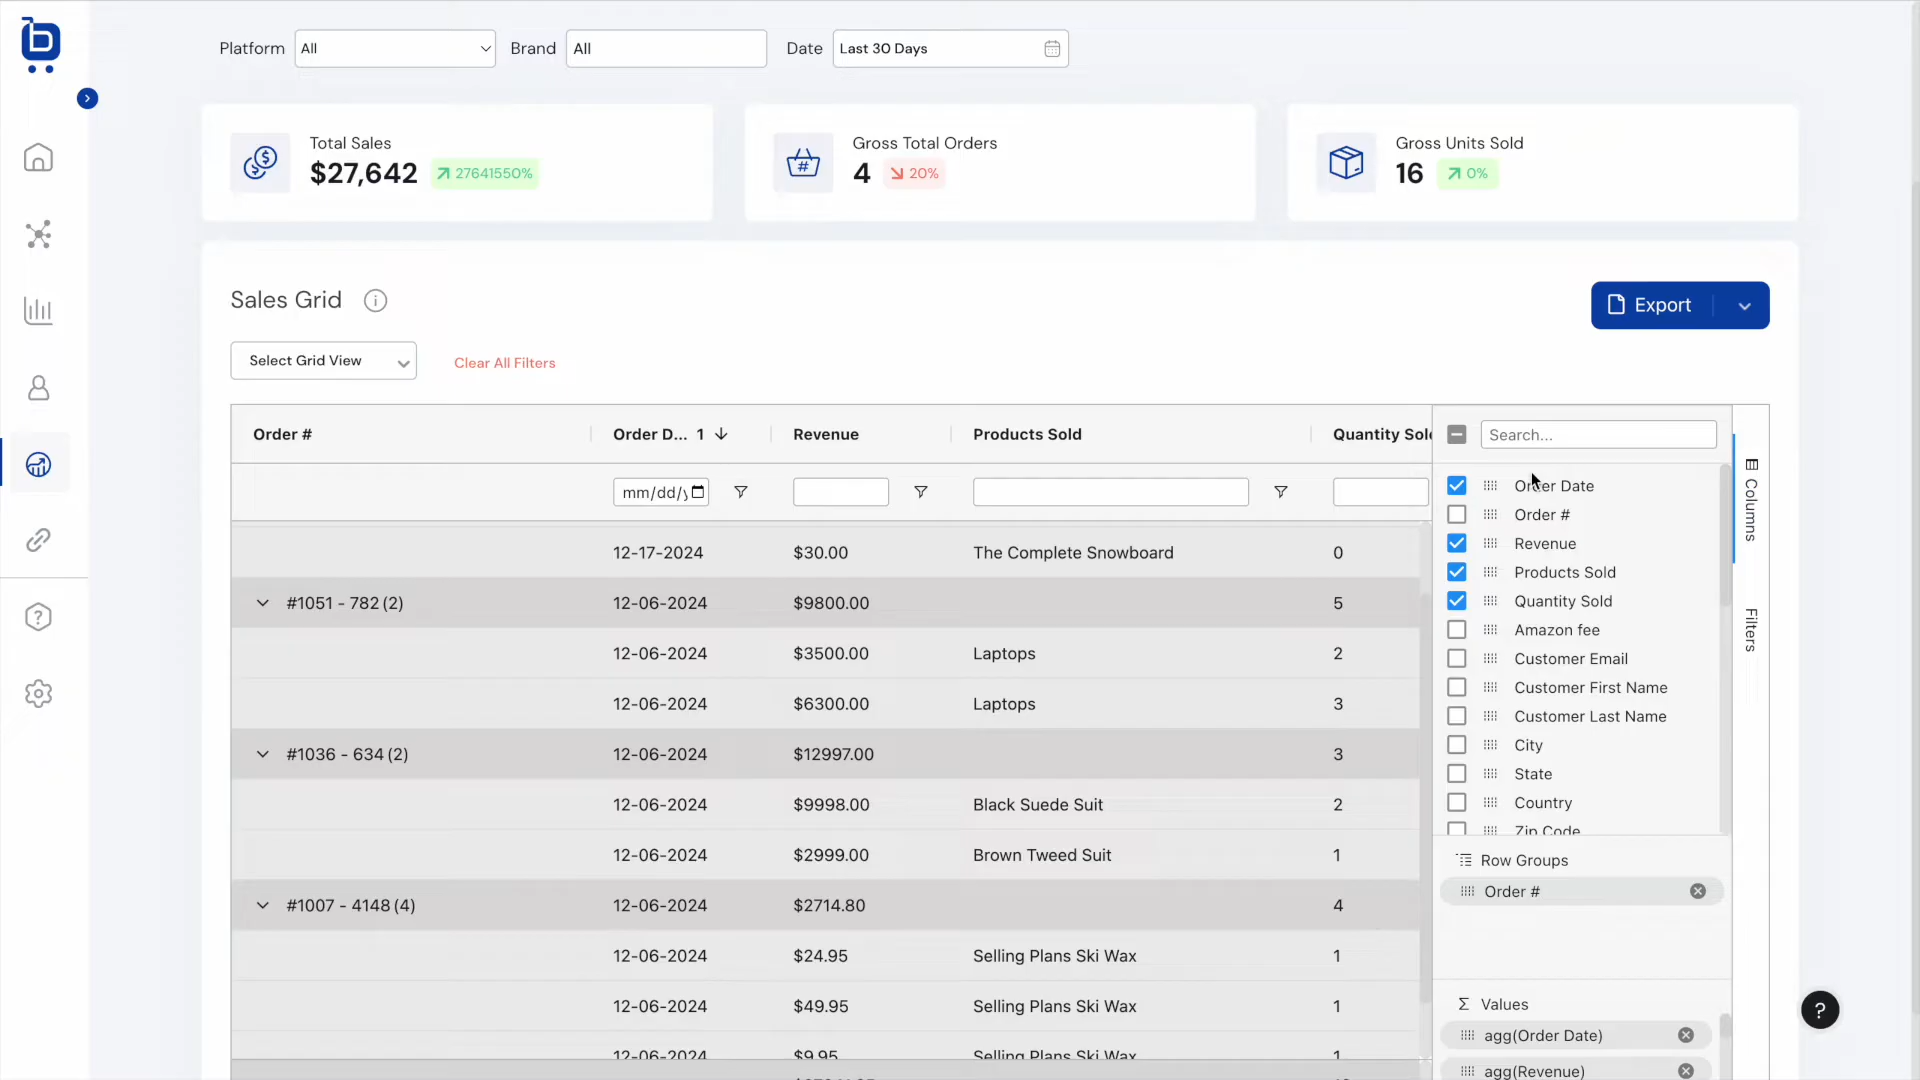 b
Platform All Brand All Date Last 30 Days
Total Sales
$27,642 27641550%
Gross Total Orders
4 20%
#
Gross Units Sold
16 0%
Sales Grid i
Export
Select Grid View Clear All Filters
Order # Order D... 1 Revenue Products Sold Quantity Sol
mm/dd/y
12-17-2024 $30.00 The Complete Snowboard 0
#1051 - 782 (2) 12-06-2024 $9800.00 5
12-06-2024 $3500.00 Laptops 2
12-06-2024 $6300.00 Laptops 3
#1036 - 634 (2) 12-06-2024 $12997.00 3
12-06-2024 $9998.00 Black Suede Suit 2
12-06-2024 $2999.00 Brown Tweed Suit 1
#1007 - 4148 (4) 12-06-2024 $2714.80 4
12-06-2024 $24.95 Selling Plans Ski Wax 1
12-06-2024 $49.95 Selling Plans Ski Wax 1
12-06-2024 $9.95 Selling Plans Ski Wax 1
Search...
Order Date
Order #
Revenue
Products Sold
Quantity Sold
Amazon fee
Customer Email
Customer First Name
Customer Last Name
City
State
Country
Zip Code
Row Groups
Order #
Σ Values
agg(Order Date)
agg(Revenue)
Columns
Filters
?